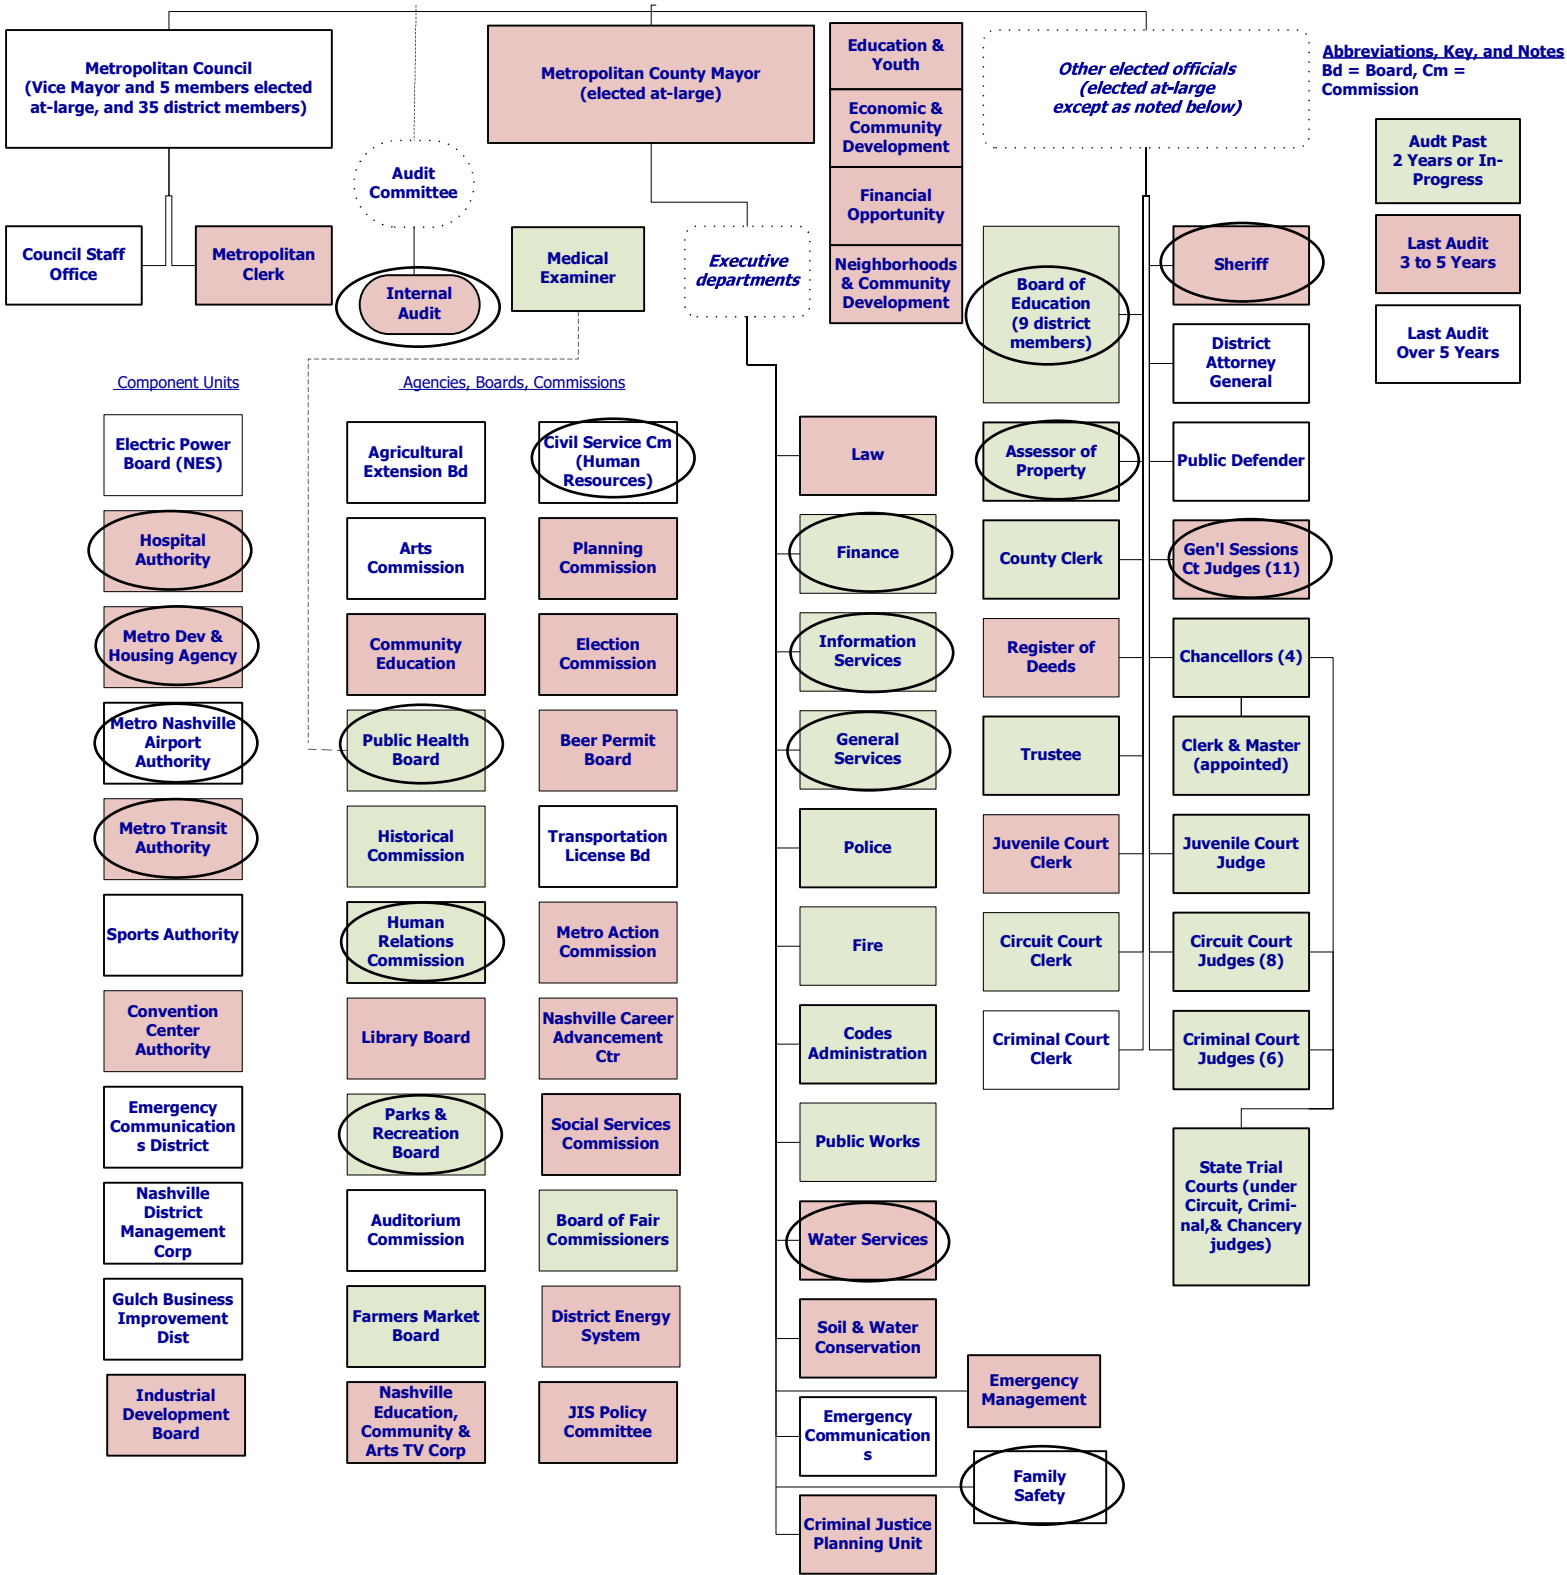 Metropolitan Council
(Vice Mayor and 5 members elected
at-large, and 35 district members)
Metropolitan County Mayor
(elected at-large)
Education &
Youth
Economic &
Community
Development
Financial
Opportunity
Neighborhoods
& Community
Development
Other elected officials
(elected at-large
except as noted below)
Abbreviations, Key, and Notes
Bd = Board, Cm =
Commission
Audt Past
2 Years or In-
Progress
Last Audit
3 to 5 Years
Last Audit
Over 5 Years
Audit
Committee
Council Staff
Office
Metropolitan
Clerk
Internal
Audit
Medical
Examiner
Executive
departments
Component Units
Electric Power
Board (NES)
Hospital
Authority
Metro Dev &
Housing Agency
Metro Nashville
Airport
Authority
Metro Transit
Authority
Sports Authority
Convention
Center
Authority
Emergency
Communication
s District
Nashville
District
Management
Corp
Gulch Business
Improvement
Dist
Industrial
Development
Board
Agencies, Boards, Commissions
Agricultural
Extension Bd
Arts
Commission
Community
Education
Public Health
Board
Historical
Commission
Human
Relations
Commission
Library Board
Parks &
Recreation
Board
Auditorium
Commission
Farmers Market
Board
Nashville
Education,
Community &
Arts TV Corp
Civil Service Cm
(Human
Resources)
Planning
Commission
Election
Commission
Beer Permit
Board
Transportation
License Bd
Metro Action
Commission
Nashville Career
Advancement
Ctr
Social Services
Commission
Board of Fair
Commissioners
District Energy
System
JIS Policy
Committee
Law
Finance
Information
Services
General
Services
Police
Fire
Codes
Administration
Public Works
Water Services
Soil & Water
Conservation
Emergency
Management
Emergency
Communication
s
Family
Safety
Criminal Justice
Planning Unit
Board of
Education
(9 district
members)
Assessor of
Property
County Clerk
Register of
Deeds
Trustee
Juvenile Court
Clerk
Circuit Court
Clerk
Criminal Court
Clerk
Sheriff
District
Attorney
General
Public Defender
Gen'l Sessions
Ct Judges (11)
Chancellors (4)
Clerk & Master
(appointed)
Juvenile Court
Judge
Circuit Court
Judges (8)
Criminal Court
Judges (6)
State Trial
Courts (under
Circuit, Crimi-
nal,& Chancery
judges)